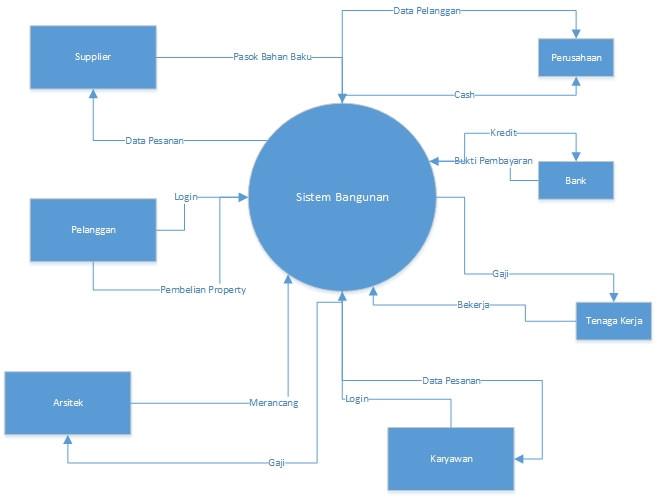 Data Pelanggan
Supplier
Pasok Bahan Baku
Perusahaan
Cash
Data Pesanan
Kredit
Bukti Pembayaran
Bank
Login
Sistem Bangunan
Pelanggan
Gaji
Pembelian Property
Bekerja
Tenaga Kerja
Data Pesanan
Arsitek
Merancang
Login
Karyawan
Gaji